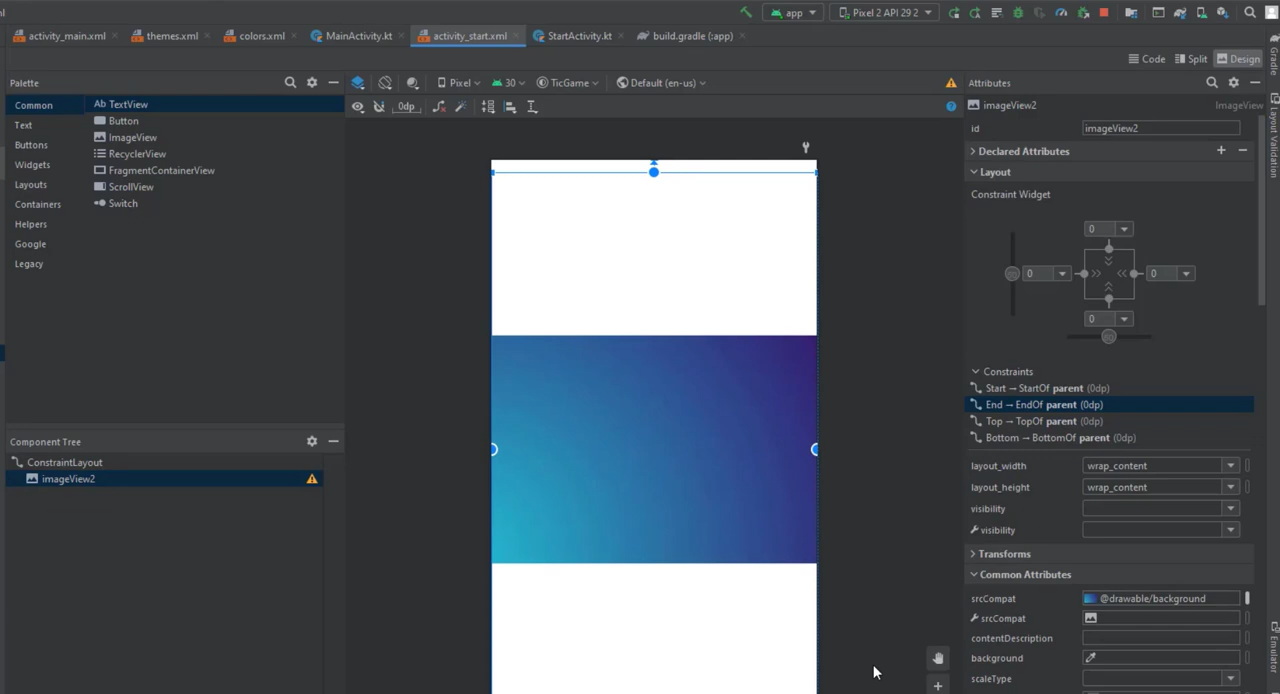 app
Pixel 2 API 29 2
activity_main.xml
themes.xml
colors.xml
MainActivity.kt
activity_start.xml
StartActivity.kt
build.gradle (:app)
Code
Split
Design
Palette
Common
Text
Buttons
Widgets
Layouts
Containers
Helpers
Google
Legacy
Ab TextView
Button
ImageView
RecyclerView
FragmentContainerView
ScrollView
Switch
Pixel
30
TicGame
Default (en-us)
0dp
Component Tree
ConstraintLayout
imageView2
Attributes
imageView2
ImageView
id
imageView2
Declared Attributes
Layout
Constraint Widget
0
0
0
0
50
50
Constraints
Start → StartOf parent (0dp)
End → EndOf parent (0dp)
Top → TopOf parent (0dp)
Bottom → BottomOf parent (0dp)
layout_width
wrap_content
layout_height
wrap_content
visibility
visibility
Transforms
Common Attributes
srcCompat
@drawable/background
srcCompat
contentDescription
background
scaleType
Gradle
Layout Validation
Emulator